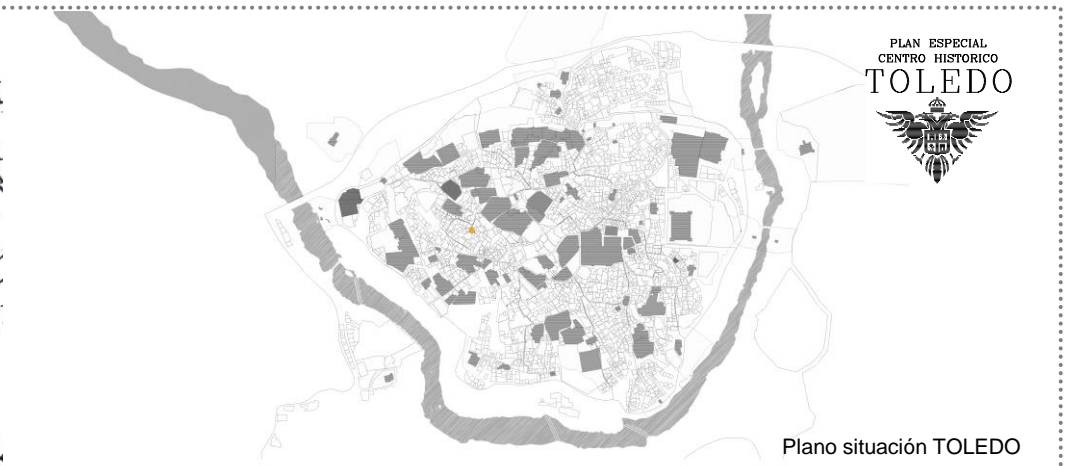 PLAN ESPECIAL
CENTRO HISTORICO
TOLEDO
Plano situación TOLEDO